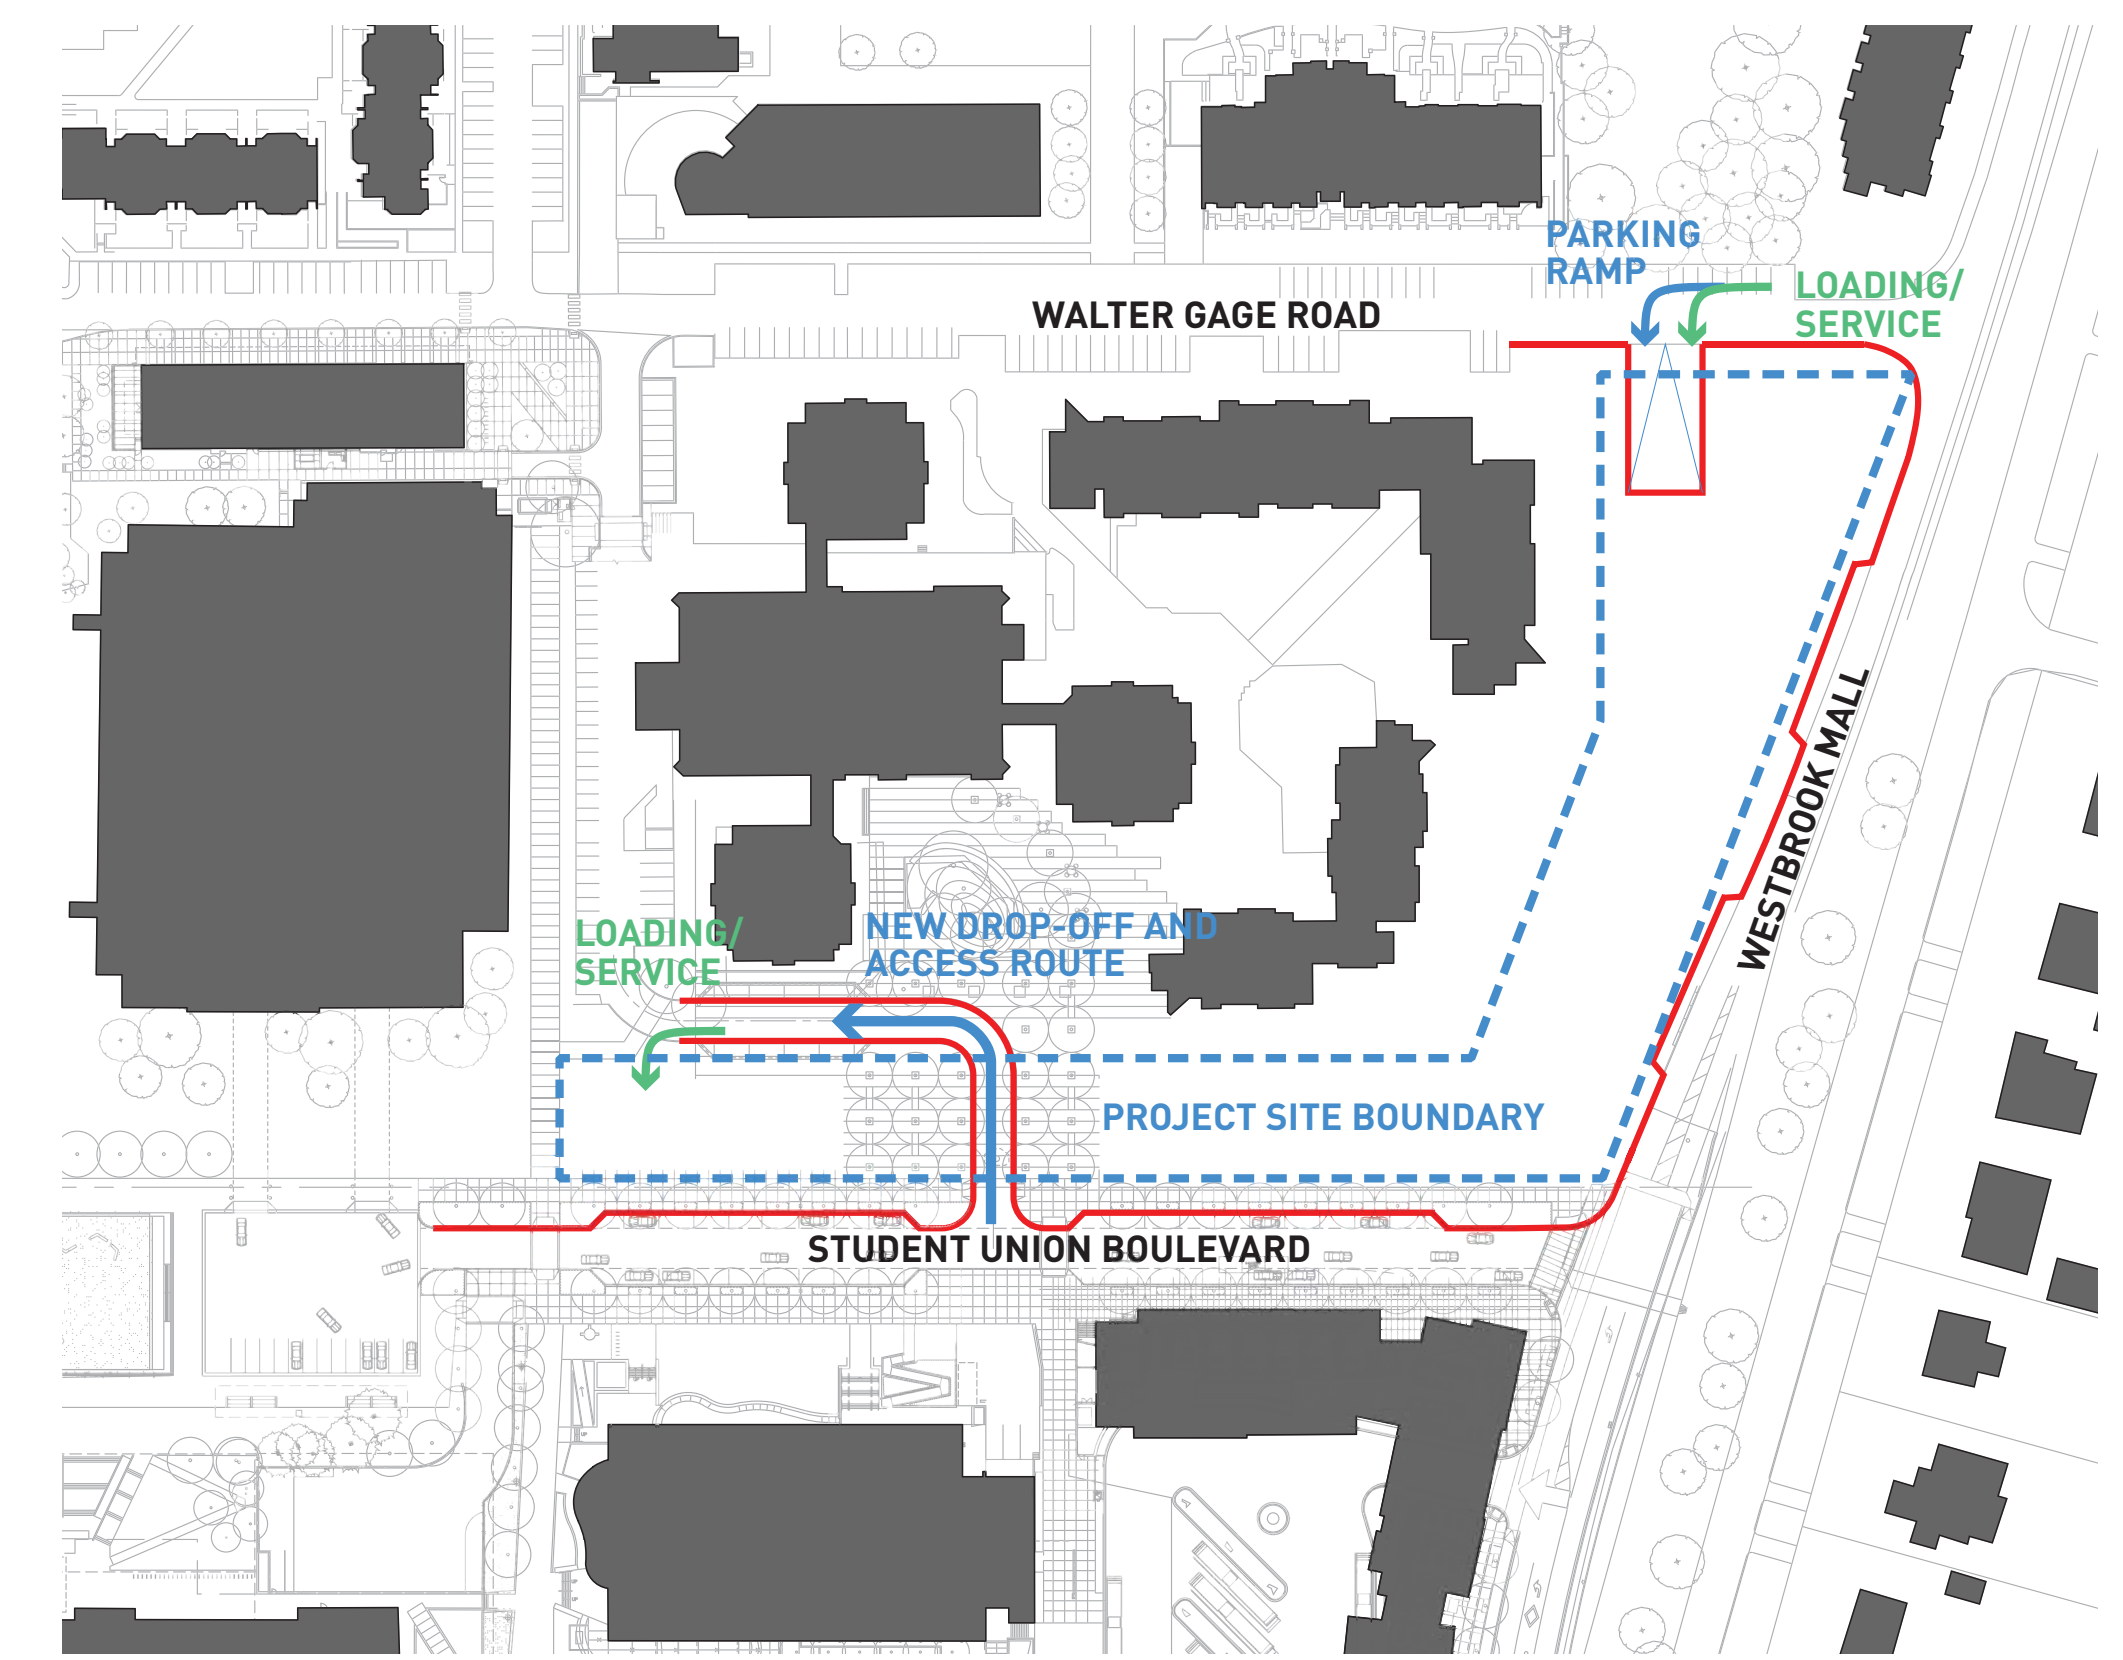 PARKING
RAMP
LOADING/
SERVICE
WALTER GAGE ROAD
WESTBROOK MALL
LOADING/
SERVICE
NEW DROP-OFF AND
ACCESS ROUTE
PROJECT SITE BOUNDARY
STUDENT UNION BOULEVARD